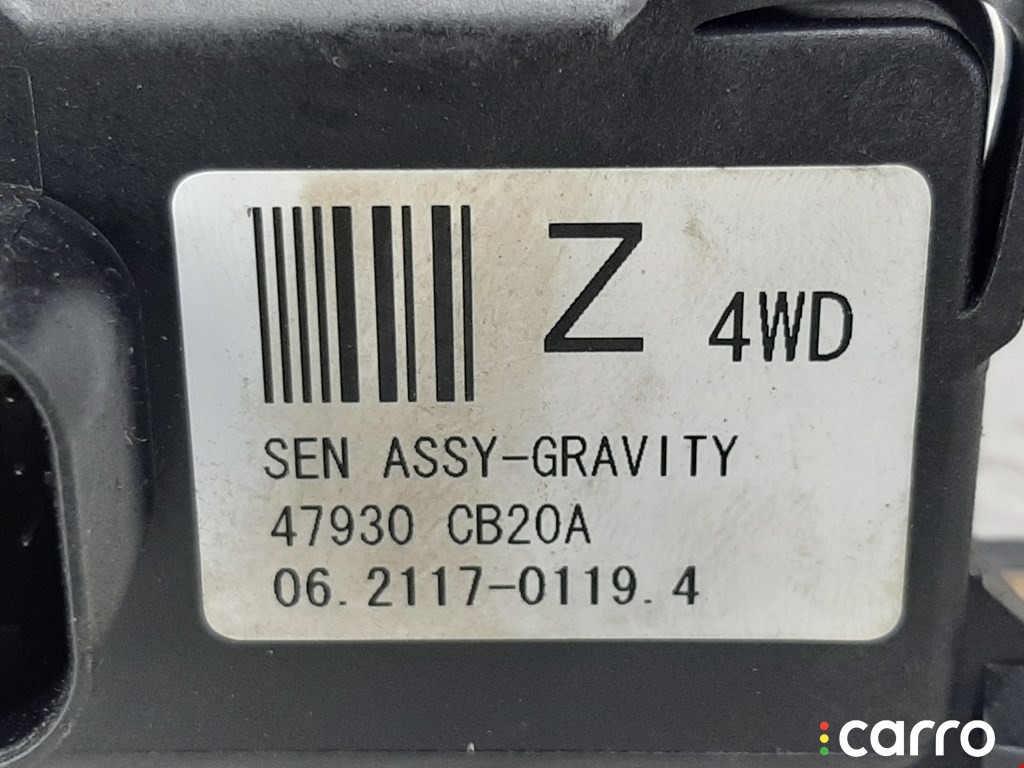 Z 4WD
SEN ASSY-GRAVITY
47930 CB20A
06.2117-0119.4
carro